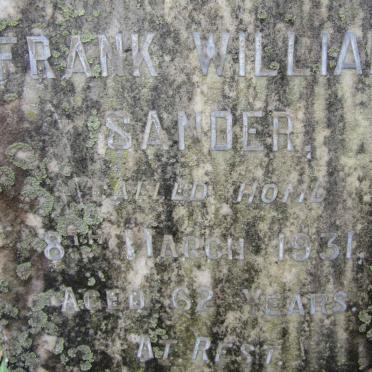 FRANK WILLIA
SANDER,
CALLED HOME
8TH MARCH 1931,
AGED 62 YEARS.
AT REST.